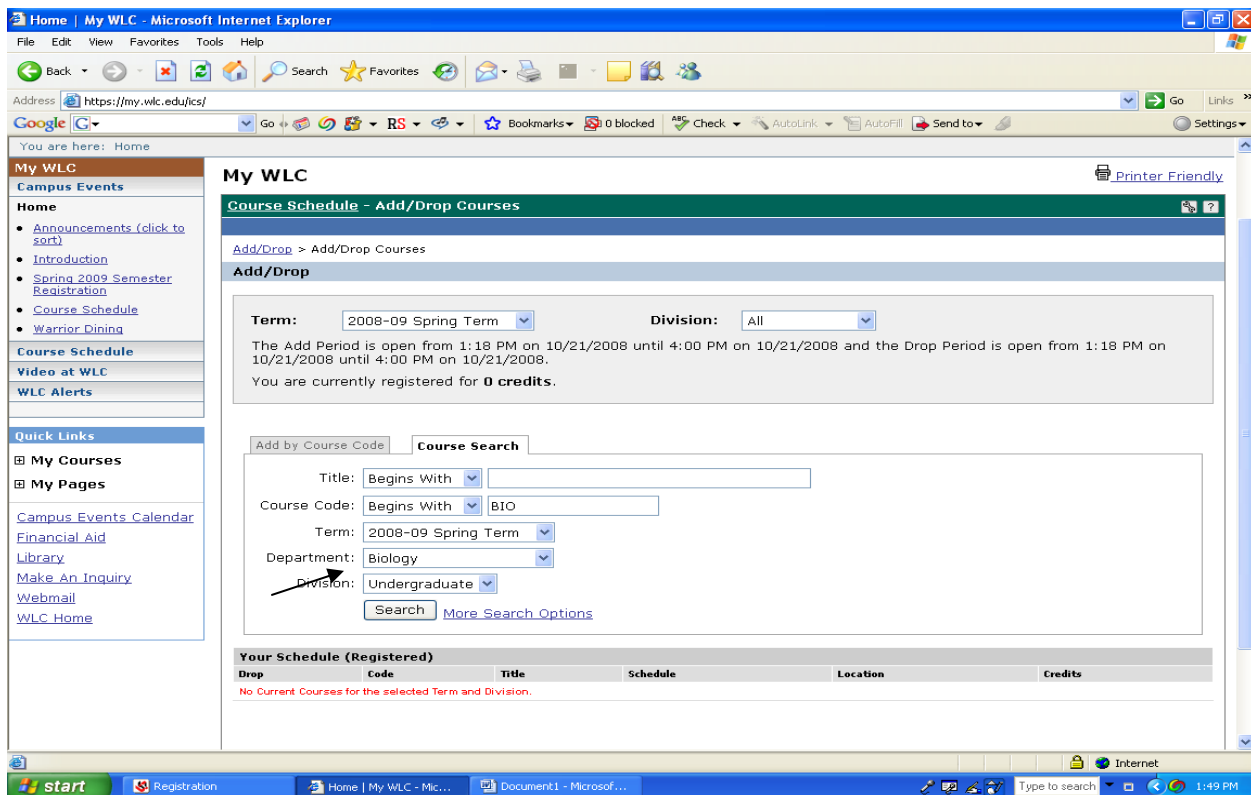 Home | My WLC - Microsoft Internet Explorer
File Edit View Favorites Tools Help
Back Search Favorites
Address https://my.wlc.edu/ics/ Go Links »
Google G Go RS Bookmarks 0 blocked ABC Check AutoLink AutoFill Send to Settings
You are here: Home
My WLC
Campus Events
Home
Announcements (click to
sort)
Introduction
Spring 2009 Semester
Registration
Course Schedule
Warrior Dining
Course Schedule
Video at WLC
WLC Alerts
Quick Links
My Courses
My Pages
Campus Events Calendar
Financial Aid
Library
Make An Inquiry
Webmail
WLC Home
My WLC Printer Friendly
Course Schedule - Add/Drop Courses ?
Add/Drop > Add/Drop Courses
Add/Drop
Term: 2008-09 Spring Term Division: All
The Add Period is open from 1:18 PM on 10/21/2008 until 4:00 PM on 10/21/2008 and the Drop Period is open from 1:18 PM on
10/21/2008 until 4:00 PM on 10/21/2008.
You are currently registered for 0 credits.
Add by Course Code Course Search
Title: Begins With
Course Code: Begins With BIO
Term: 2008-09 Spring Term
Department: Biology
Division: Undergraduate
Search More Search Options
Your Schedule (Registered)
Drop Code Title Schedule Location Credits
No Current Courses for the selected Term and Division.
Internet
start Registration Home | My WLC - Mic... Document1 - Microsof... Type to search 1:49 PM